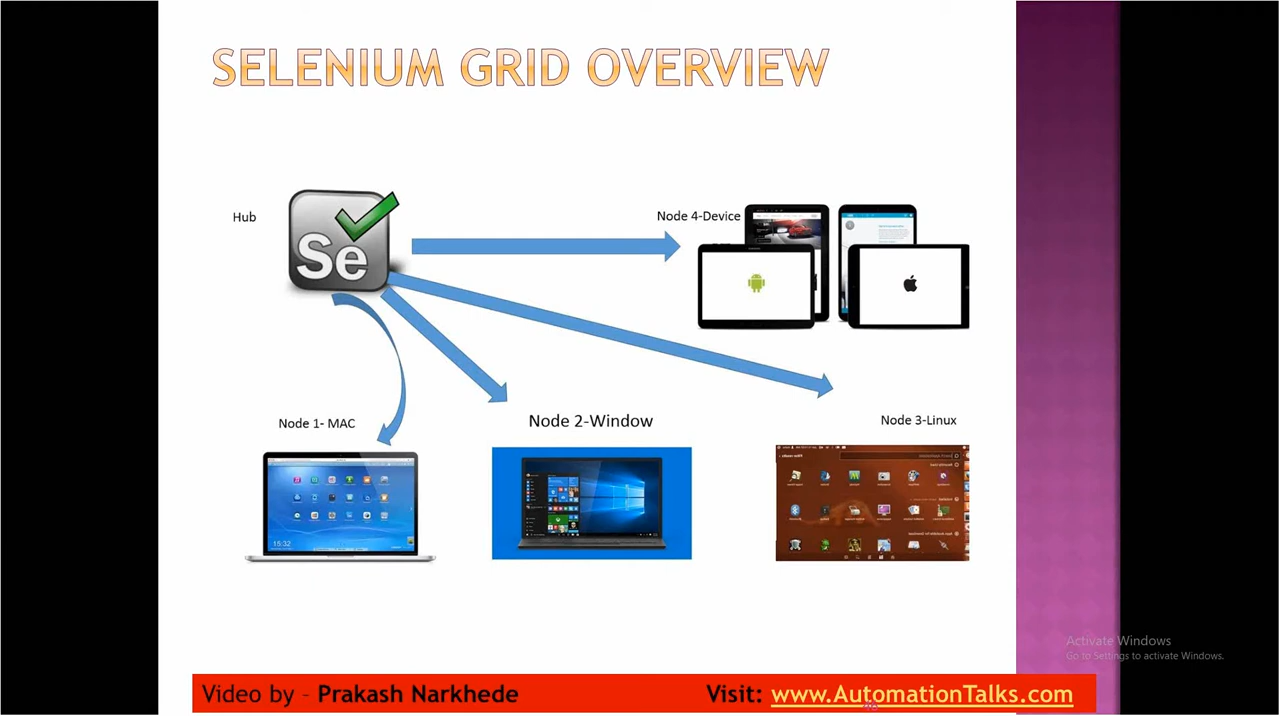 SELENIUM GRID OVERVIEW
Hub
Se
Node 4-Device
Node 1- MAC
Node 2-Window
Node 3-Linux
15:32
Activate Windows
Go to Settings to activate Windows.
Video by - Prakash Narkhede
Visit: www.AutomationTalks.com